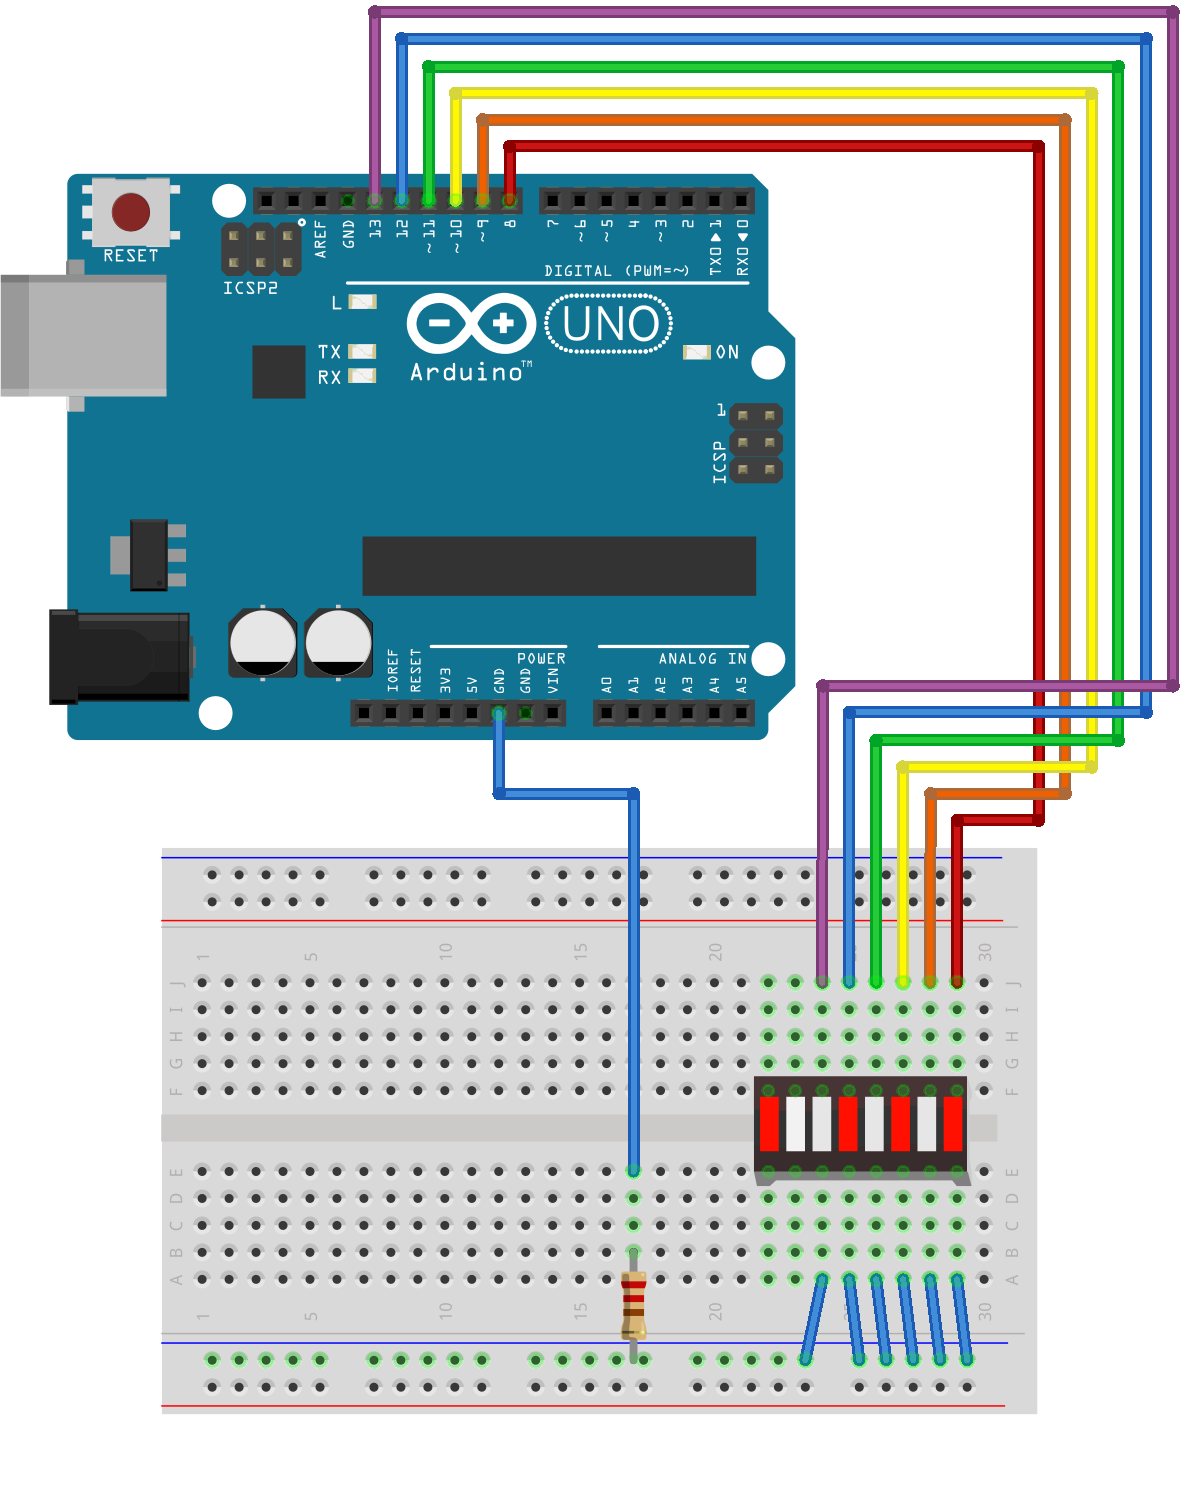 RESET
ICSP2
AREF
GND
13
12
~11
~10
~9
8
7
~6
~5
4
~3
2
TX0▶1
RX0◀0
DIGITAL (PWM=~)
L
TX
RX
UNO
Arduino™
ON
1
ICSP
IOREF
RESET
3V3
5V
GND
GND
VIN
POWER
ANALOG IN
A0
A1
A2
A3
A4
A5
1 5 10 15 20 30
J J
I I
H H
G G
F F
E E
D D
C C
B B
A A
1 5 10 15 20 30